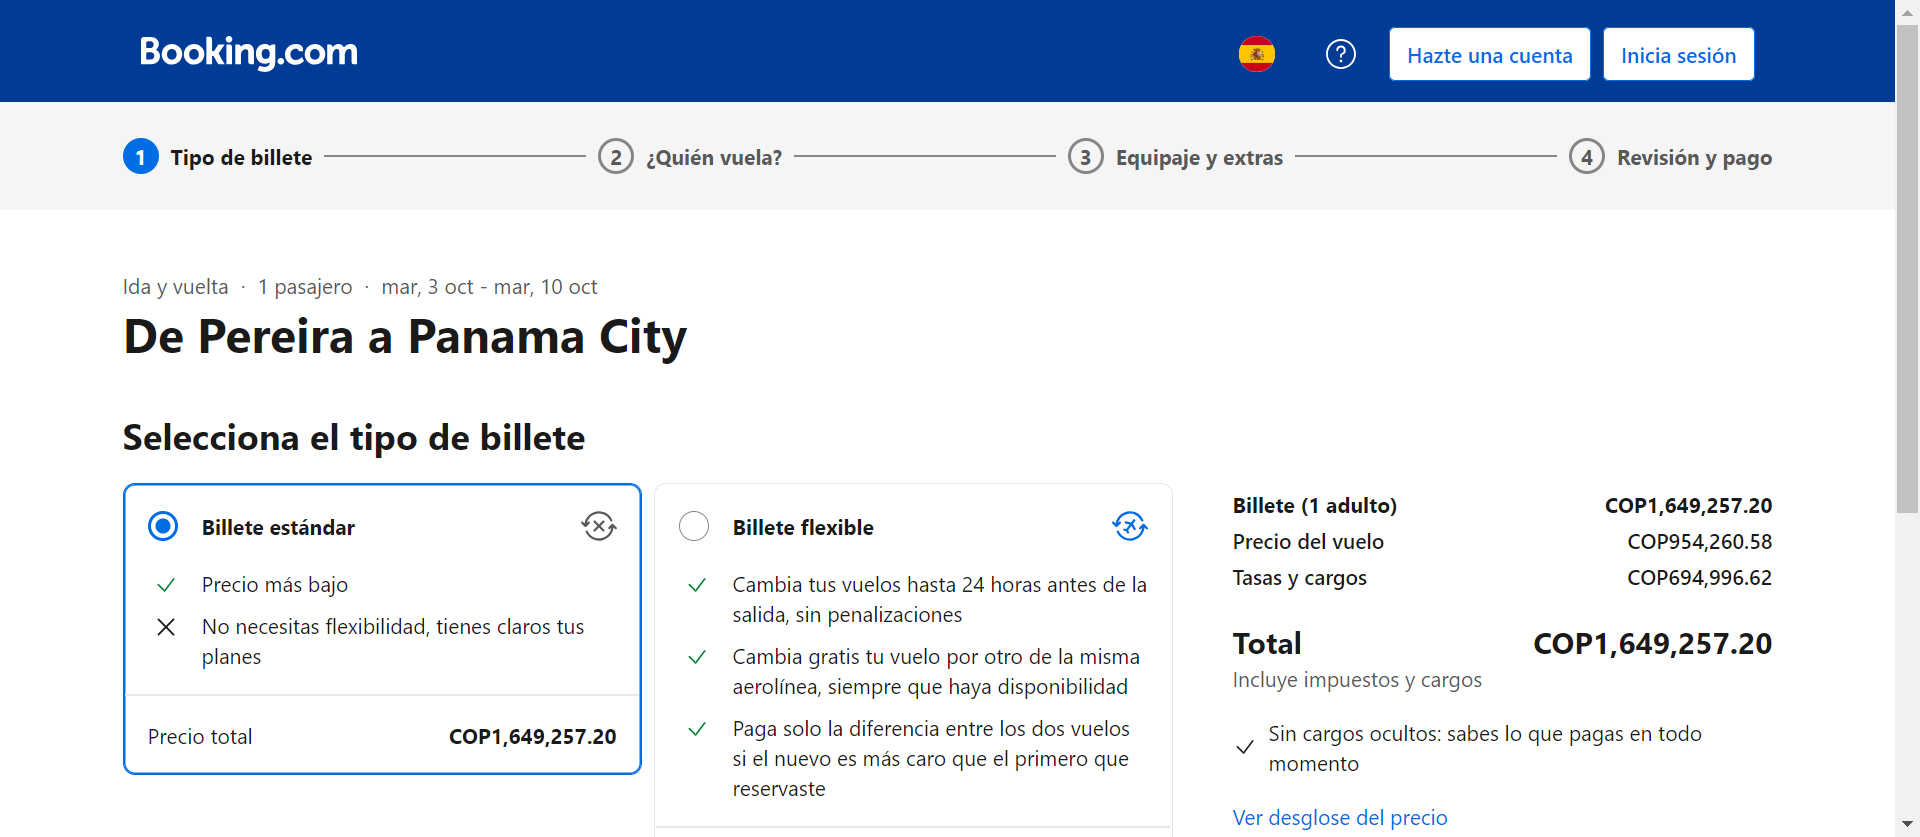 Booking.com
?
Hazte una cuenta
Inicia sesión
1 Tipo de billete
2 ¿Quién vuela?
3 Equipaje y extras
4 Revisión y pago
Ida y vuelta · 1 pasajero · mar, 3 oct - mar, 10 oct
De Pereira a Panama City
Selecciona el tipo de billete
Billete estándar
Precio más bajo
No necesitas flexibilidad, tienes claros tus
planes
Precio total COP1,649,257.20
Billete flexible
Cambia tus vuelos hasta 24 horas antes de la
salida, sin penalizaciones
Cambia gratis tu vuelo por otro de la misma
aerolínea, siempre que haya disponibilidad
Paga solo la diferencia entre los dos vuelos
si el nuevo es más caro que el primero que
reservaste
Billete (1 adulto) COP1,649,257.20
Precio del vuelo COP954,260.58
Tasas y cargos COP694,996.62
Total COP1,649,257.20
Incluye impuestos y cargos
Sin cargos ocultos: sabes lo que pagas en todo
momento
Ver desglose del precio